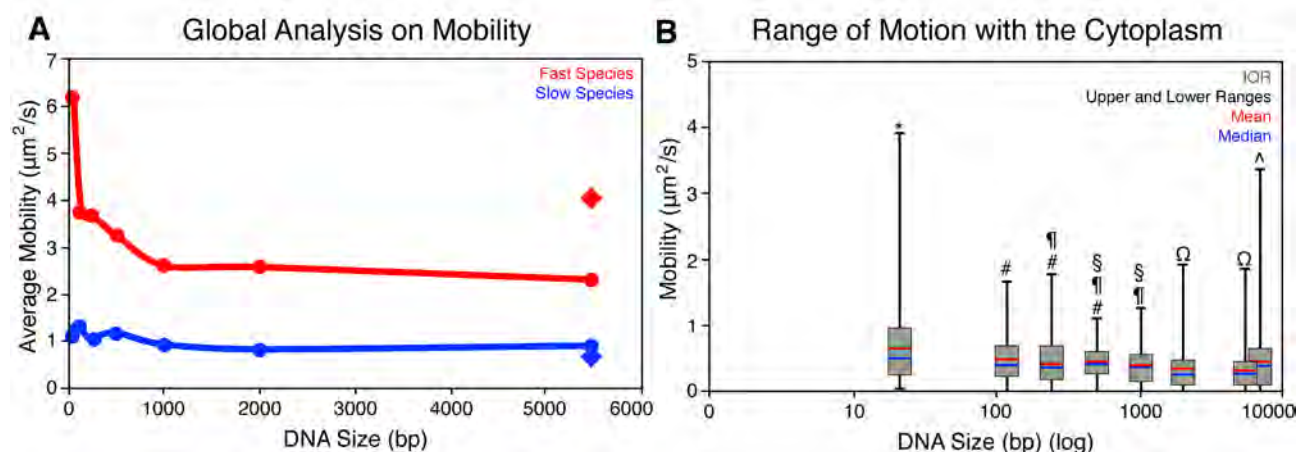 A Global Analysis on Mobility
7
6
5
4
3
2
1
0
Average Mobility (µm²/s)
Fast Species
Slow Species
0 1000 2000 3000 4000 5000 6000
DNA Size (bp)
B Range of Motion with the Cytoplasm
5
4
3
2
1
0
Mobility (µm²/s)
IQR
Upper and Lower Ranges
Mean
Median
*
#
¶
#
§
¶
#
§
¶
Ω
Ω
^
0 10 100 1000 10000
DNA Size (bp) (log)